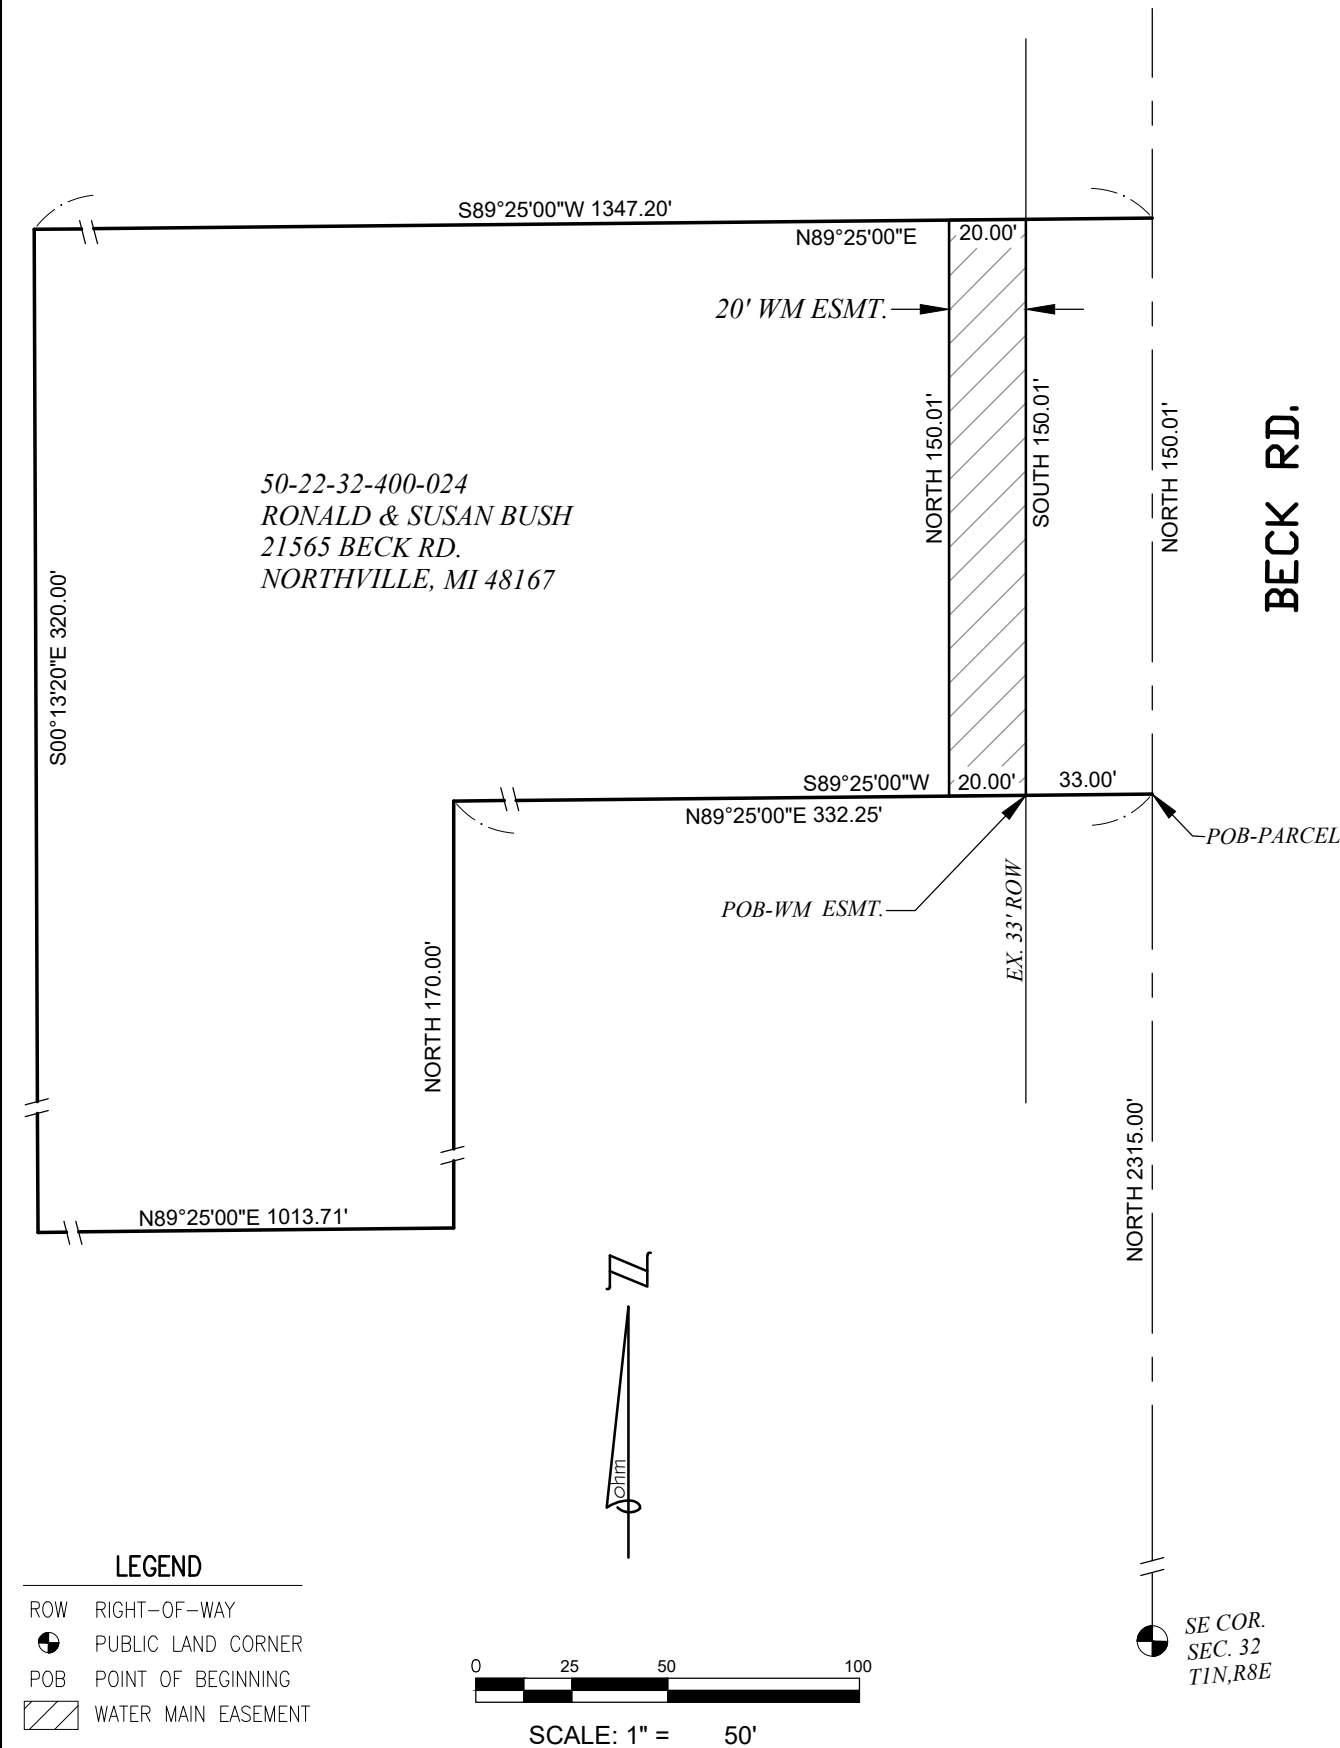 S89°25'00"W 1347.20'
N89°25'00"E
20.00'
20' WM ESMT.
NORTH 150.01'
SOUTH 150.01'
NORTH 150.01'
BECK RD.
50-22-32-400-024
RONALD & SUSAN BUSH
21565 BECK RD.
NORTHVILLE, MI 48167
S00°13'20"E 320.00'
S89°25'00"W
20.00'
33.00'
N89°25'00"E 332.25'
POB-PARCEL
POB-WM ESMT.
EX. 33' ROW
NORTH 170.00'
NORTH 2315.00'
N89°25'00"E 1013.71'
N
ohm
LEGEND
ROW RIGHT-OF-WAY
PUBLIC LAND CORNER
POB POINT OF BEGINNING
WATER MAIN EASEMENT
0 25 50 100
SCALE: 1" = 50'
SE COR.
SEC. 32
T1N,R8E